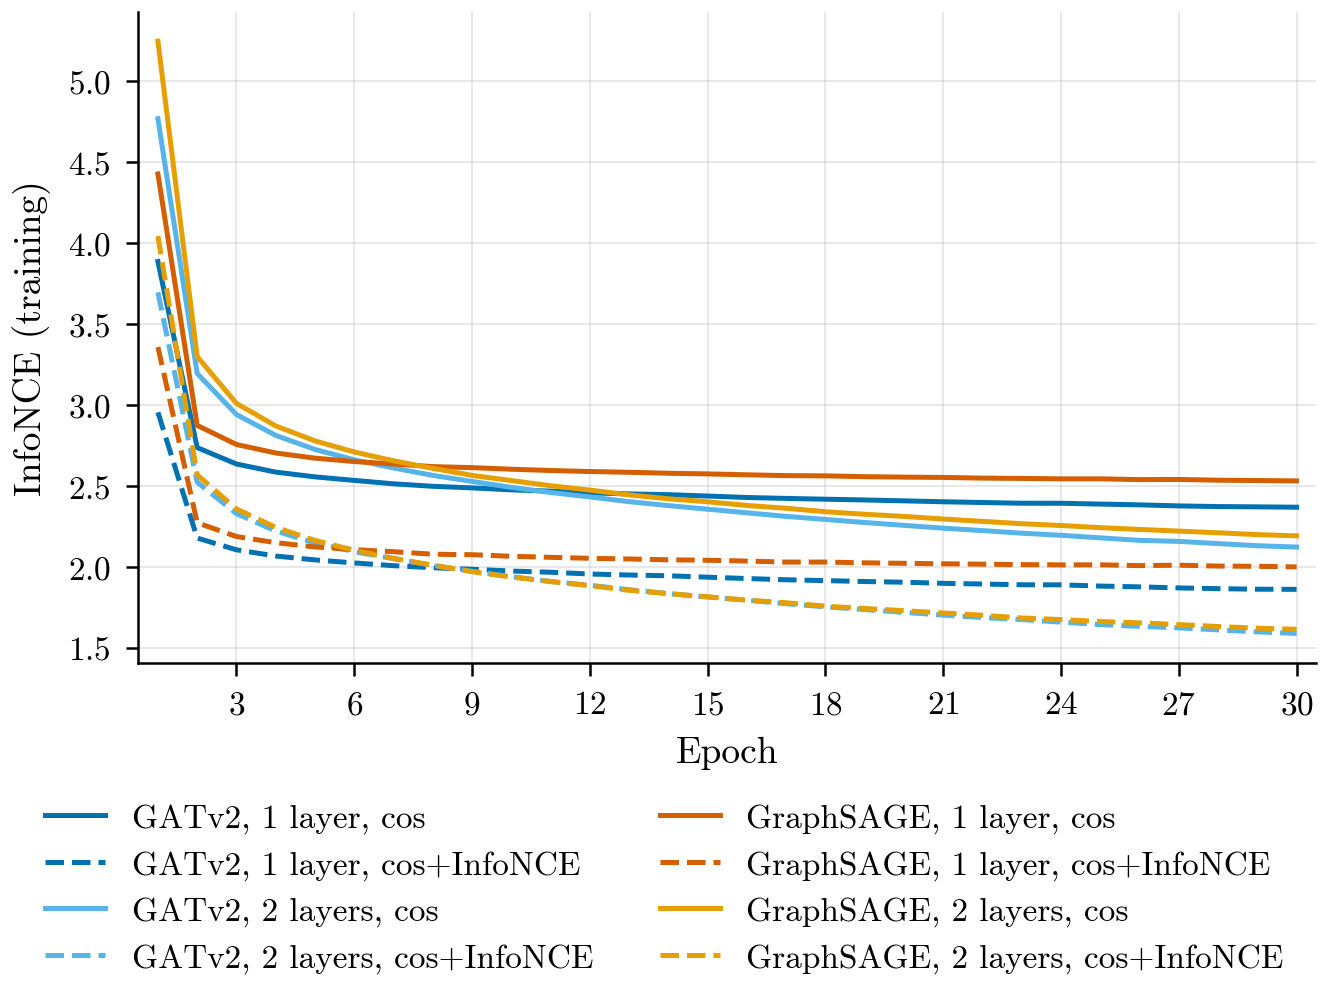 5.0
4.5
4.0
3.5
3.0
2.5
2.0
1.5
InfoNCE (training)
3 6 9 12 15 18 21 24 27 30
Epoch
GATv2, 1 layer, cos
GATv2, 1 layer, cos+InfoNCE
GATv2, 2 layers, cos
GATv2, 2 layers, cos+InfoNCE
GraphSAGE, 1 layer, cos
GraphSAGE, 1 layer, cos+InfoNCE
GraphSAGE, 2 layers, cos
GraphSAGE, 2 layers, cos+InfoNCE